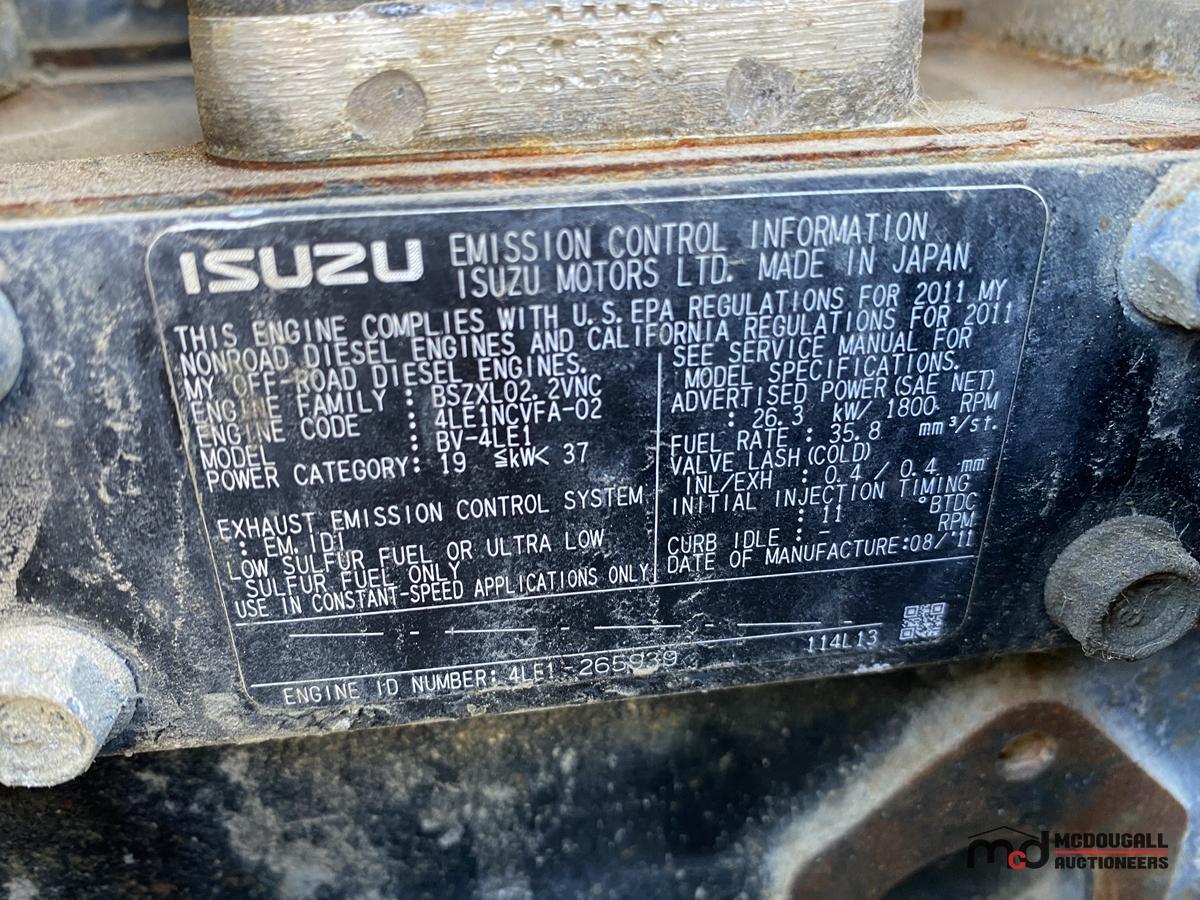 ISUZU EMISSION CONTROL INFORMATION
ISUZU MOTORS LTD. MADE IN JAPAN
THIS ENGINE COMPLIES WITH U.S.EPA REGULATIONS FOR 2011 MY
NONROAD DIESEL ENGINES AND CALIFORNIA REGULATIONS FOR 2011
MY OFF-ROAD DIESEL ENGINES.
ENGINE FAMILY : BSZXL02.2VNC
ENGINE CODE : 4LE1NCVFA-02
MODEL : BV-4LE1
POWER CATEGORY: 19 ≦kW< 37
EXHAUST EMISSION CONTROL SYSTEM
: EM, IDI
LOW SULFUR FUEL OR ULTRA LOW
SULFUR FUEL ONLY
USE IN CONSTANT-SPEED APPLICATIONS ONLY
SEE SERVICE MANUAL FOR
MODEL SPECIFICATIONS.
ADVERTISED POWER(SAE NET)
: 26.3 kW/ 1800 RPM
FUEL RATE : 35.8 mm³/st.
VALVE LASH(COLD)
INL/EXH : 0.4 / 0.4 mm
INITIAL INJECTION TIMING
: 11 °BTDC
CURB IDLE : - RPM
DATE OF MANUFACTURE:08/'11
- - - -
114L13
ENGINE ID NUMBER: 4LE1-265939
mcd MCDOUGALL
AUCTIONEERS